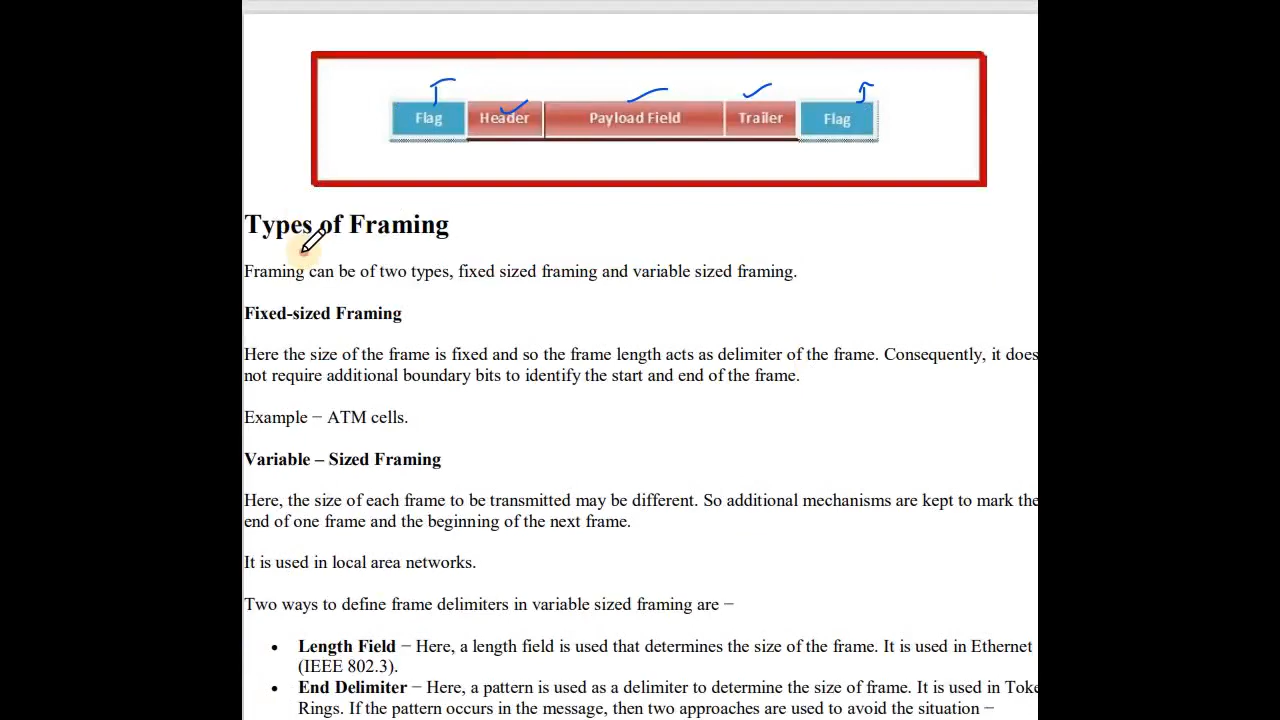 Flag Header Payload Field Trailer Flag
Types of Framing
Framing can be of two types, fixed sized framing and variable sized framing.
Fixed-sized Framing
Here the size of the frame is fixed and so the frame length acts as delimiter of the frame. Consequently, it does
not require additional boundary bits to identify the start and end of the frame.
Example − ATM cells.
Variable – Sized Framing
Here, the size of each frame to be transmitted may be different. So additional mechanisms are kept to mark the
end of one frame and the beginning of the next frame.
It is used in local area networks.
Two ways to define frame delimiters in variable sized framing are −
• Length Field − Here, a length field is used that determines the size of the frame. It is used in Ethernet
(IEEE 802.3).
• End Delimiter − Here, a pattern is used as a delimiter to determine the size of frame. It is used in Toke
Rings. If the pattern occurs in the message, then two approaches are used to avoid the situation −